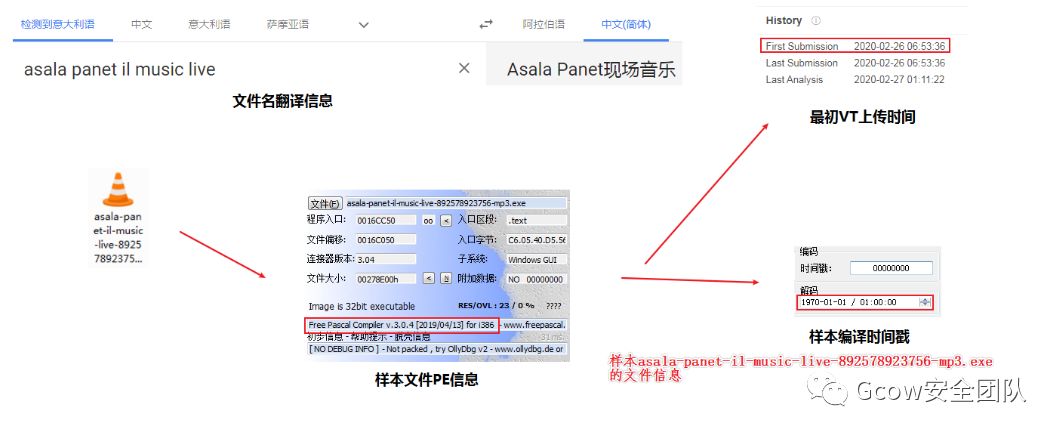 检测到意大利语 中文 意大利语 萨摩亚语 阿拉伯语 中文(简体)
asala panet il music live
Asala Panet现场音乐
文件名翻译信息
History
First Submission 2020-02-26 06:53:36
Last Submission 2020-02-26 06:53:36
Last Analysis 2020-02-27 01:11:22
最初VT上传时间
asala-pan
et-il-music
-live-8925
7892375...
文件(F) asala-panet-il-music-live-892578923756-mp3.exe
程序入口: 0016CC50 oo < 入口区段: .text
文件偏移: 0016C050 入口字节: C6.05.40.D5.56
连接器版本: 3.04 子系统: Windows GUI
文件大小: 00278E00h < 附加数据: NO 00000000
Image is 32bit executable RES/OVL : 23 / 0 % ????
Free Pascal Compiler v.3.0.4 [2019/04/13] for i386 - www.freepascal.
初步信息 - 帮助提示 - 脱壳信息
[ NO DEBUG INFO ] - Not packed , try OllyDbg v2 - www.ollydbg.de or
样本文件PE信息
编码
时间戳: 00000000
解码
1970-01-01 / 01:00:00
样本编译时间戳
样本asala-panet-il-music-live-892578923756-mp3.exe
的文件信息
Gcow安全团队